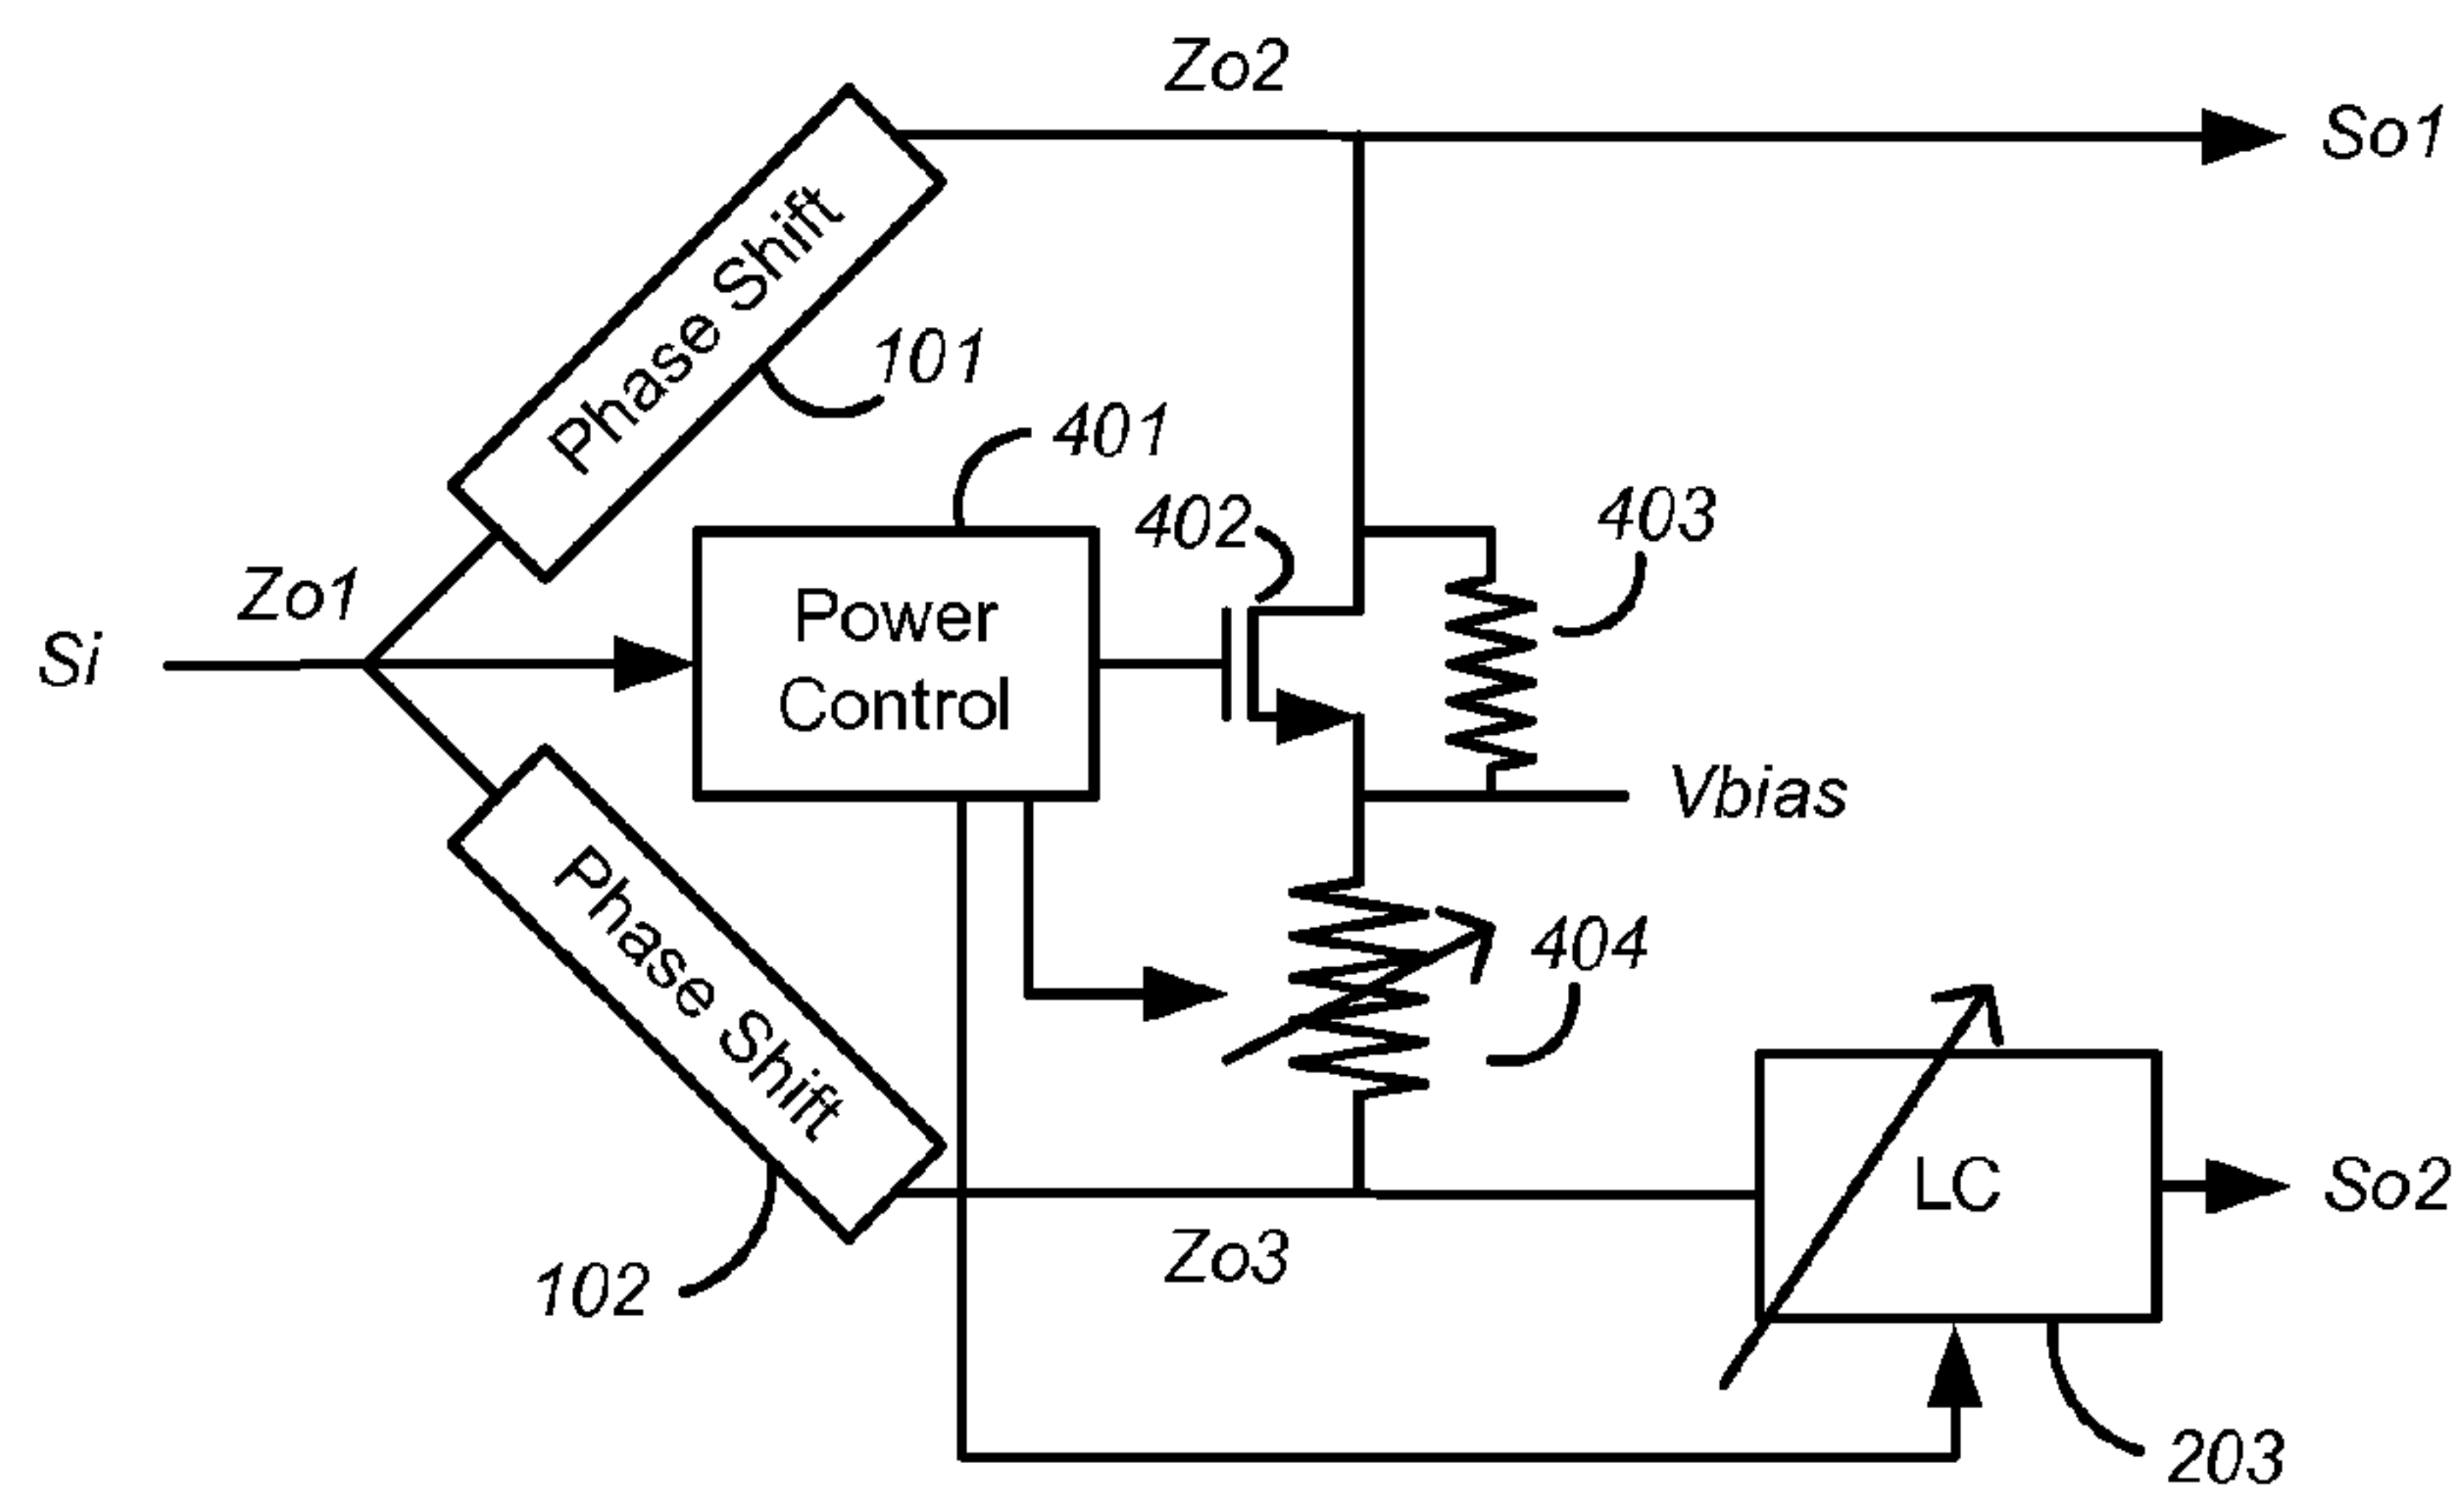 Zo2
So1
Phase Shift
101
401
402
403
Zo1
Si
Power
Control
Vbias
Phase Shift
404
LC
So2
Zo3
102
203